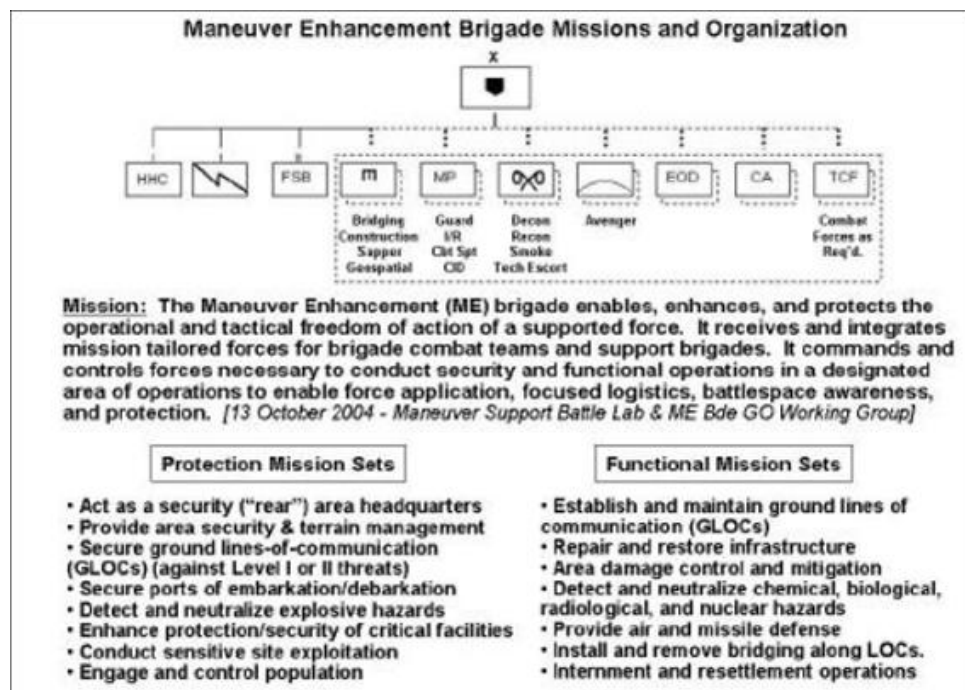 Maneuver Enhancement Brigade Missions and Organization
X
HHC
FSB
m
MP
EOD
CA
TCF
Bridging
Construction
Sapper
Geospatial
Guard
I/R
Cbt Spt
CID
Decon
Recon
Smoke
Tech Escort
Avenger
Combat
Forces as
Req'd.
Mission: The Maneuver Enhancement (ME) brigade enables, enhances, and protects the
operational and tactical freedom of action of a supported force. It receives and integrates
mission tailored forces for brigade combat teams and support brigades. It commands and
controls forces necessary to conduct security and functional operations in a designated
area of operations to enable force application, focused logistics, battlespace awareness,
and protection. [13 October 2004 - Maneuver Support Battle Lab & ME Bde GO Working Group]
Protection Mission Sets
• Act as a security ("rear") area headquarters
• Provide area security & terrain management
• Secure ground lines-of-communication
(GLOCs) (against Level I or II threats)
• Secure ports of embarkation/debarkation
• Detect and neutralize explosive hazards
• Enhance protection/security of critical facilities
• Conduct sensitive site exploitation
• Engage and control population
Functional Mission Sets
• Establish and maintain ground lines of
communication (GLOCs)
• Repair and restore infrastructure
• Area damage control and mitigation
• Detect and neutralize chemical, biological,
radiological, and nuclear hazards
• Provide air and missile defense
• Install and remove bridging along LOCs.
• Internment and resettlement operations